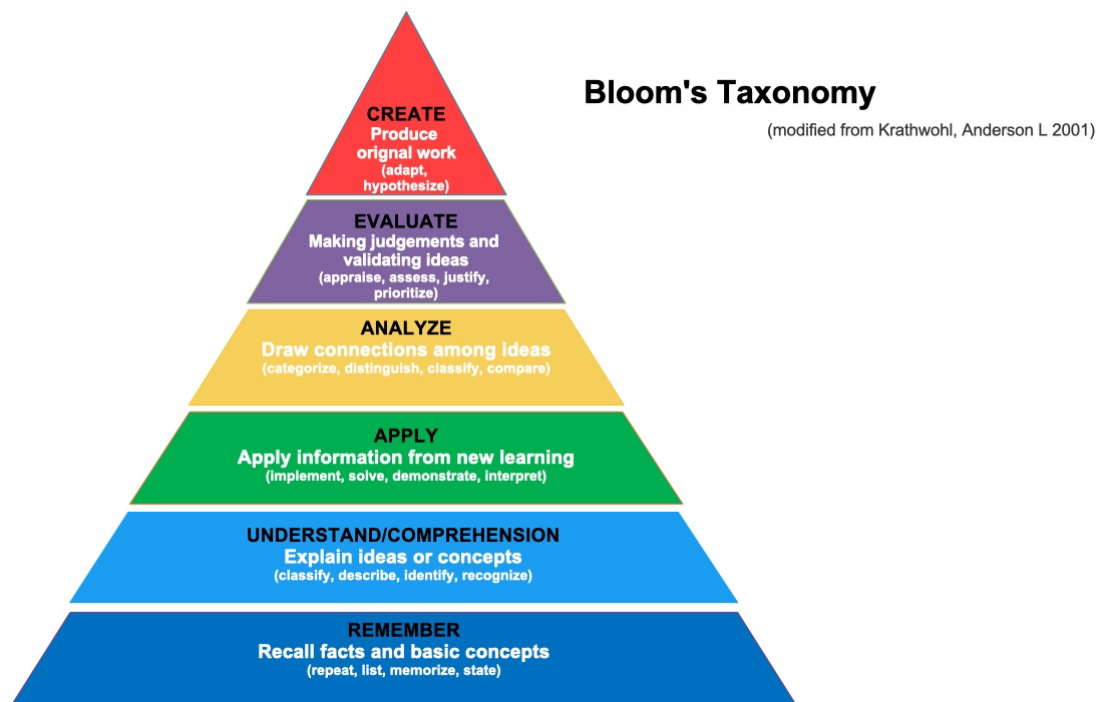 Bloom's Taxonomy
(modified from Krathwohl, Anderson L 2001)
CREATE
Produce
orignal work
(adapt,
hypothesize)
EVALUATE
Making judgements and
validating ideas
(appraise, assess, justify,
prioritize)
ANALYZE
Draw connections among ideas
(categorize, distinguish, classify, compare)
APPLY
Apply information from new learning
(implement, solve, demonstrate, interpret)
UNDERSTAND/COMPREHENSION
Explain ideas or concepts
(classify, describe, identify, recognize)
REMEMBER
Recall facts and basic concepts
(repeat, list, memorize, state)